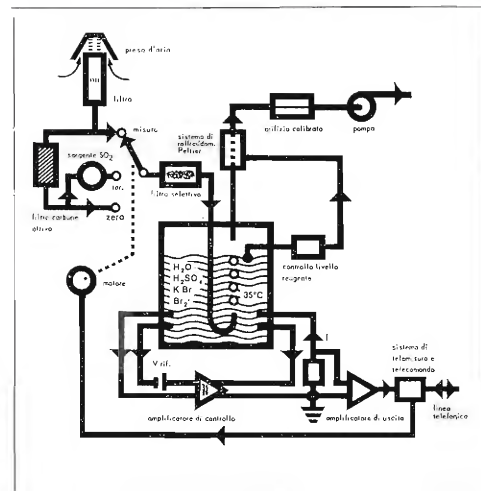 presa d'aria
filtro
misura
sorgente SO2
tar.
zero
filtro carbone
attivo
filtro selettivo
sistema di
raffreddam.
Peltier
orifizio calibrato
pompa
controllo livello
reagente
motore
H2O
H2SO4
K Br
Br2
35°C
V rif.
I
amplificatore di controllo
amplificatore di uscita
sistema di
telemisura e
telecomando
linea
telefonica